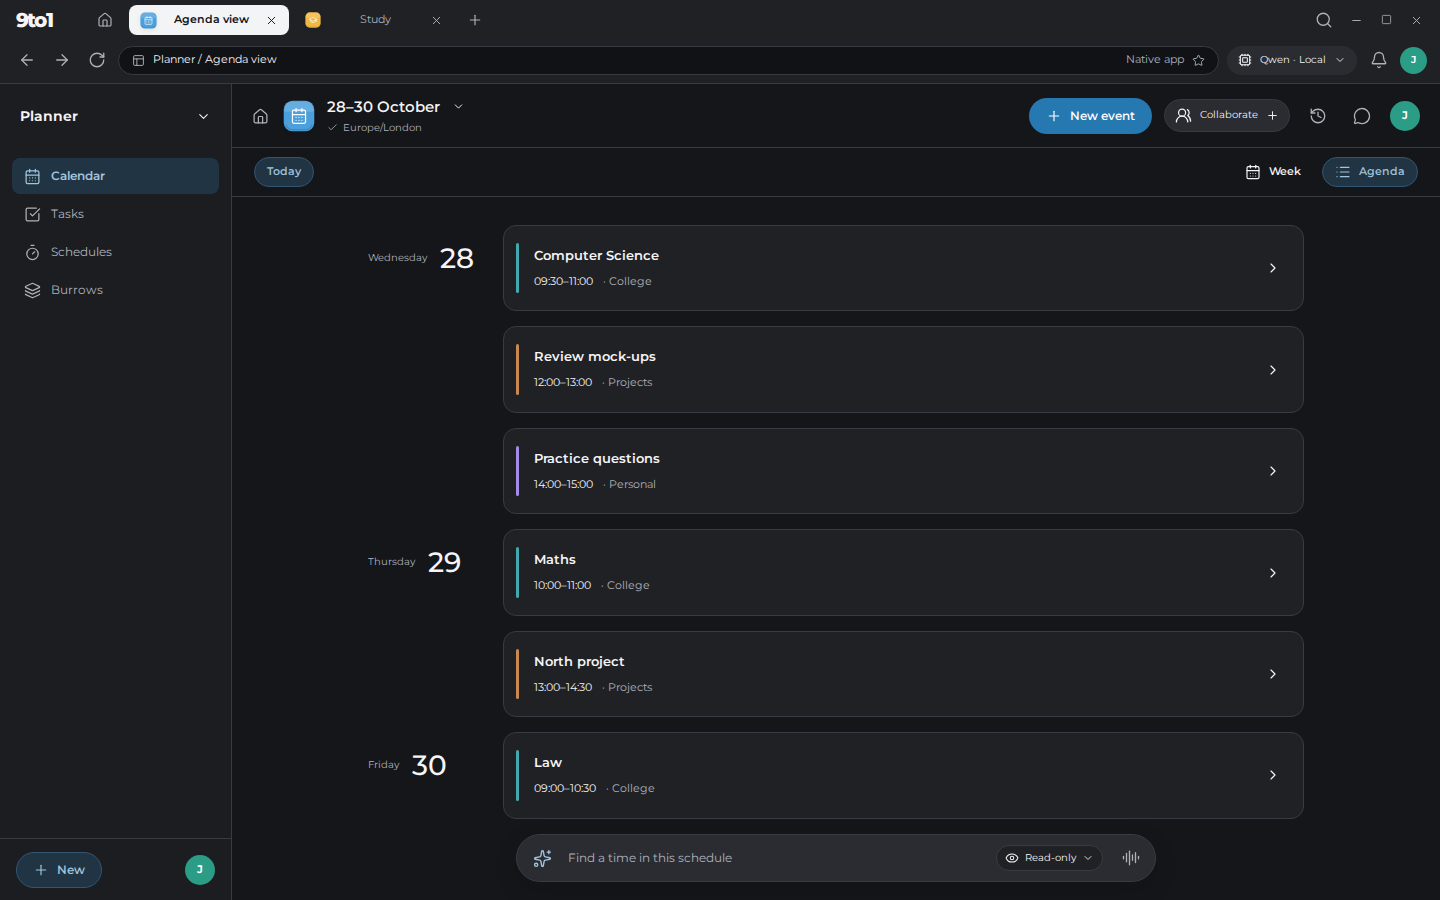 9to1
Agenda view
Study
Planner / Agenda view
Native app
Qwen · Local
J
Planner
28–30 October
Europe/London
New event
Collaborate
J
Calendar
Tasks
Schedules
Burrows
Today
Week
Agenda
Wednesday 28
Computer Science
09:30–11:00 · College
Review mock-ups
12:00–13:00 · Projects
Practice questions
14:00–15:00 · Personal
Thursday 29
Maths
10:00–11:00 · College
North project
13:00–14:30 · Projects
Friday 30
Law
09:00–10:30 · College
New
J
Find a time in this schedule
Read-only